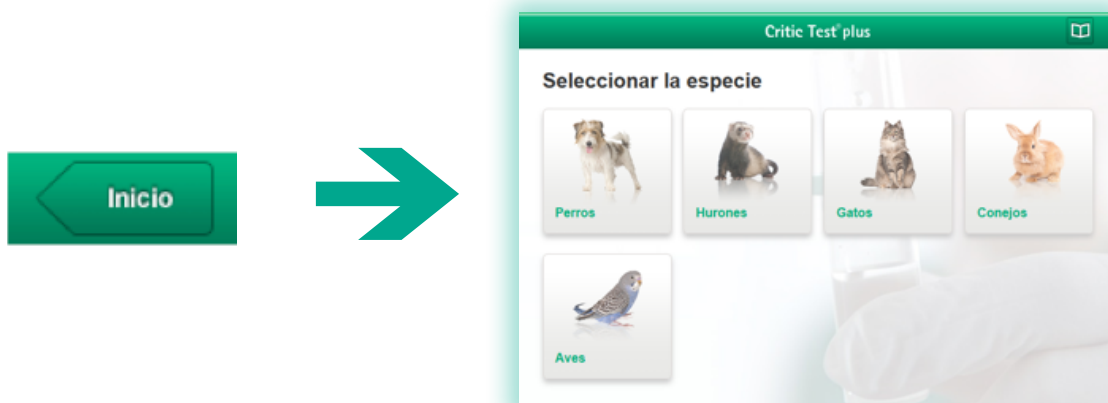 Inicio
Critic Test® plus
Seleccionar la especie
Perros
Hurones
Gatos
Conejos
Aves